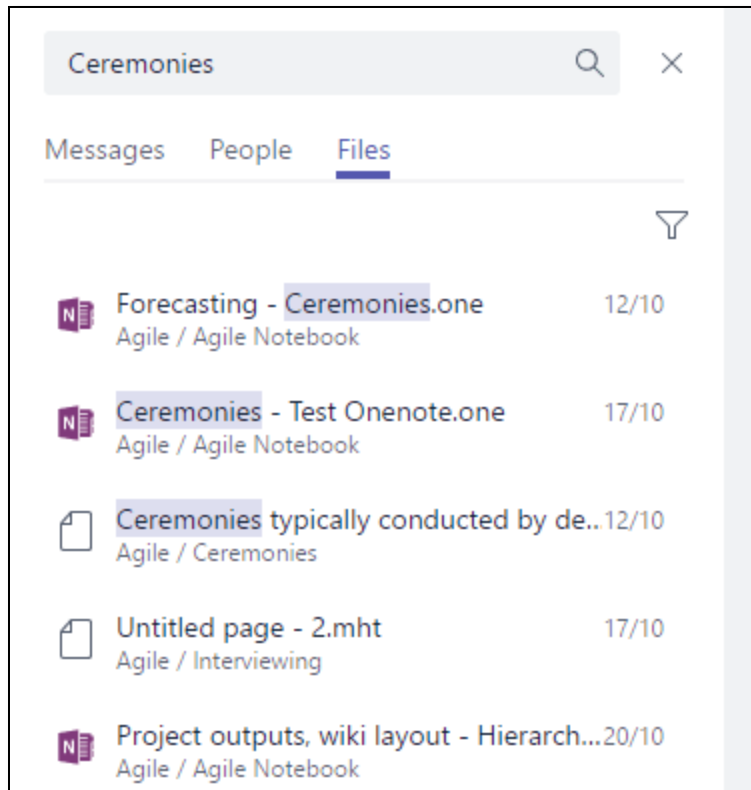 Ceremonies
Messages People Files
Forecasting - Ceremonies.one 12/10
Agile / Agile Notebook
Ceremonies - Test Onenote.one 17/10
Agile / Agile Notebook
Ceremonies typically conducted by de... 12/10
Agile / Ceremonies
Untitled page - 2.mht 17/10
Agile / Interviewing
Project outputs, wiki layout - Hierarch... 20/10
Agile / Agile Notebook